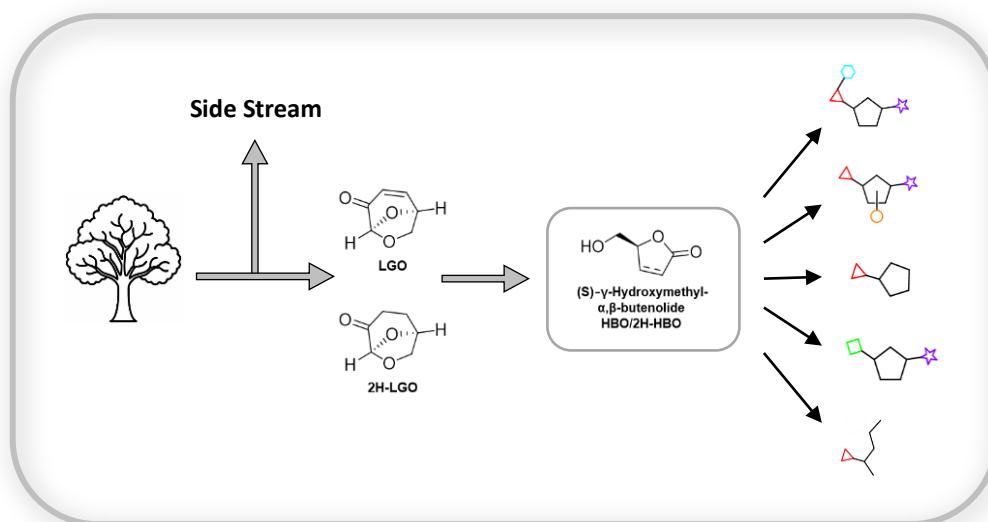 Side Stream
O
O
H
H
O
LGO
O
O
H
H
O
2H-LGO
HO
O
O
(S)-γ-Hydroxymethyl-
α,β-butenolide
HBO/2H-HBO